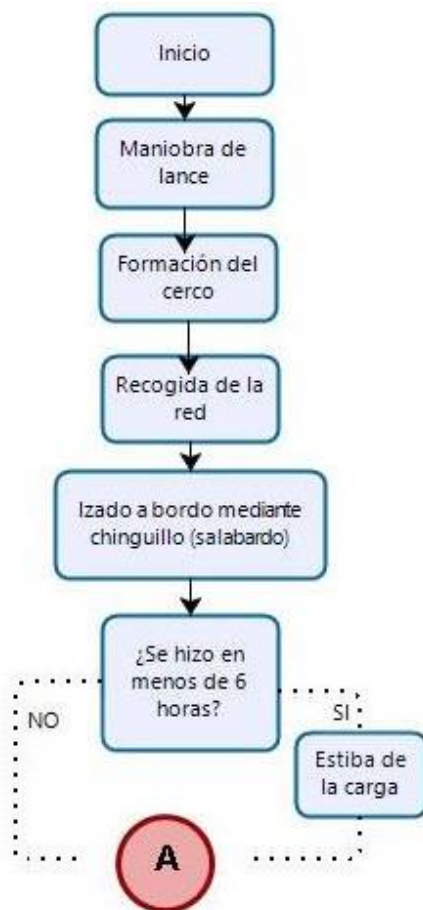 Inicio
Maniobra de
lance
Formación del
cerco
Recogida de la
red
Izado a bordo mediante
chinguillo (salabardo)
¿Se hizo en
menos de 6
horas?
NO
SI
Estiba de
la carga
A